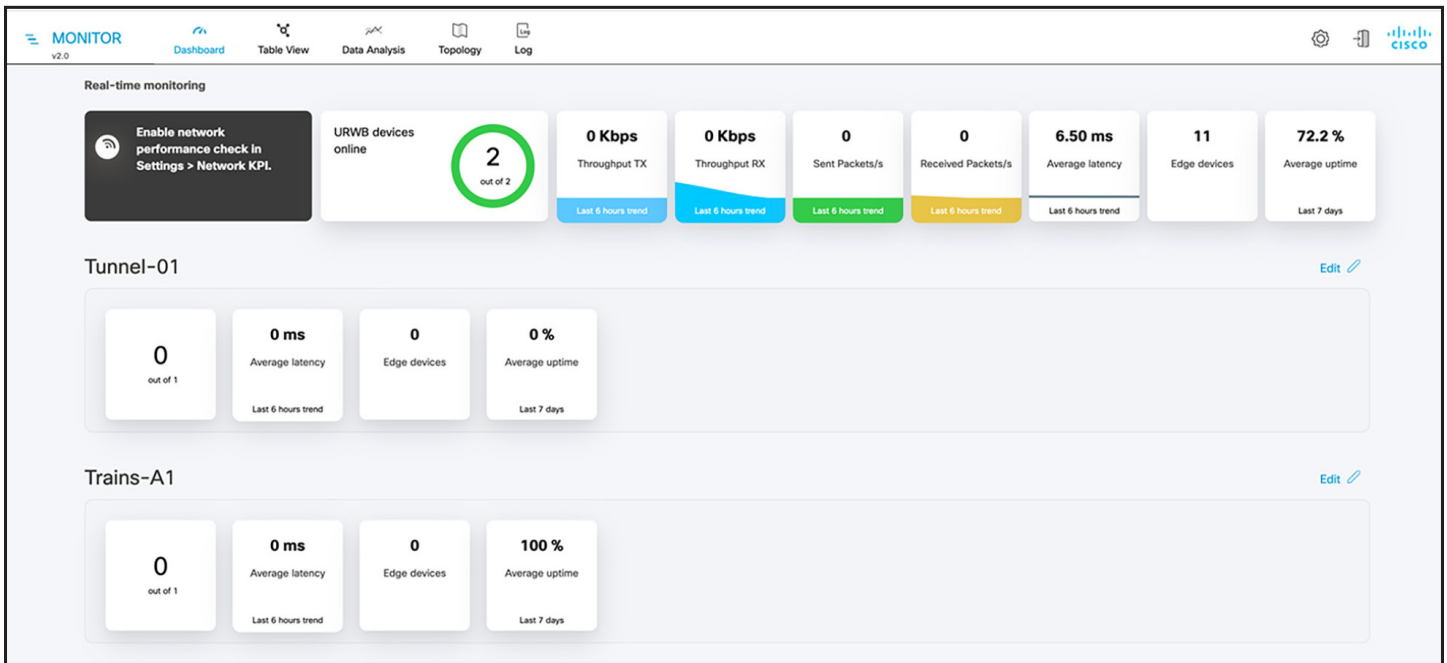 MONITOR
v2.0
Dashboard
Table View
Data Analysis
Topology
Log
Log
CISCO
Real-time monitoring
Enable network
performance check in
Settings > Network KPI.
URWB devices
online
2
out of 2
0 Kbps
Throughput TX
Last 6 hours trend
0 Kbps
Throughput RX
Last 6 hours trend
0
Sent Packets/s
Last 6 hours trend
0
Received Packets/s
Last 6 hours trend
6.50 ms
Average latency
Last 6 hours trend
11
Edge devices
72.2 %
Average uptime
Last 7 days
Tunnel-01
Edit
0
out of 1
0 ms
Average latency
Last 6 hours trend
0
Edge devices
0 %
Average uptime
Last 7 days
Trains-A1
Edit
0
out of 1
0 ms
Average latency
Last 6 hours trend
0
Edge devices
100 %
Average uptime
Last 7 days